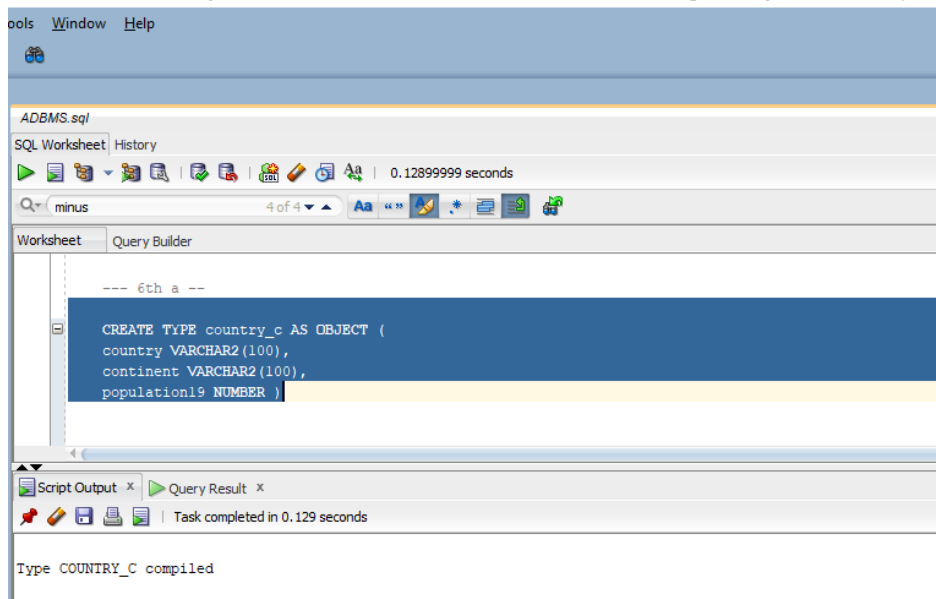 ools Window Help
ADBMS.sql
SQL Worksheet History
0.12899999 seconds
minus 4 of 4 Aa “”
Worksheet Query Builder
--- 6th a --
CREATE TYPE country_c AS OBJECT (
country VARCHAR2(100),
continent VARCHAR2(100),
population19 NUMBER )
Script Output x Query Result x
Task completed in 0.129 seconds
Type COUNTRY_C compiled